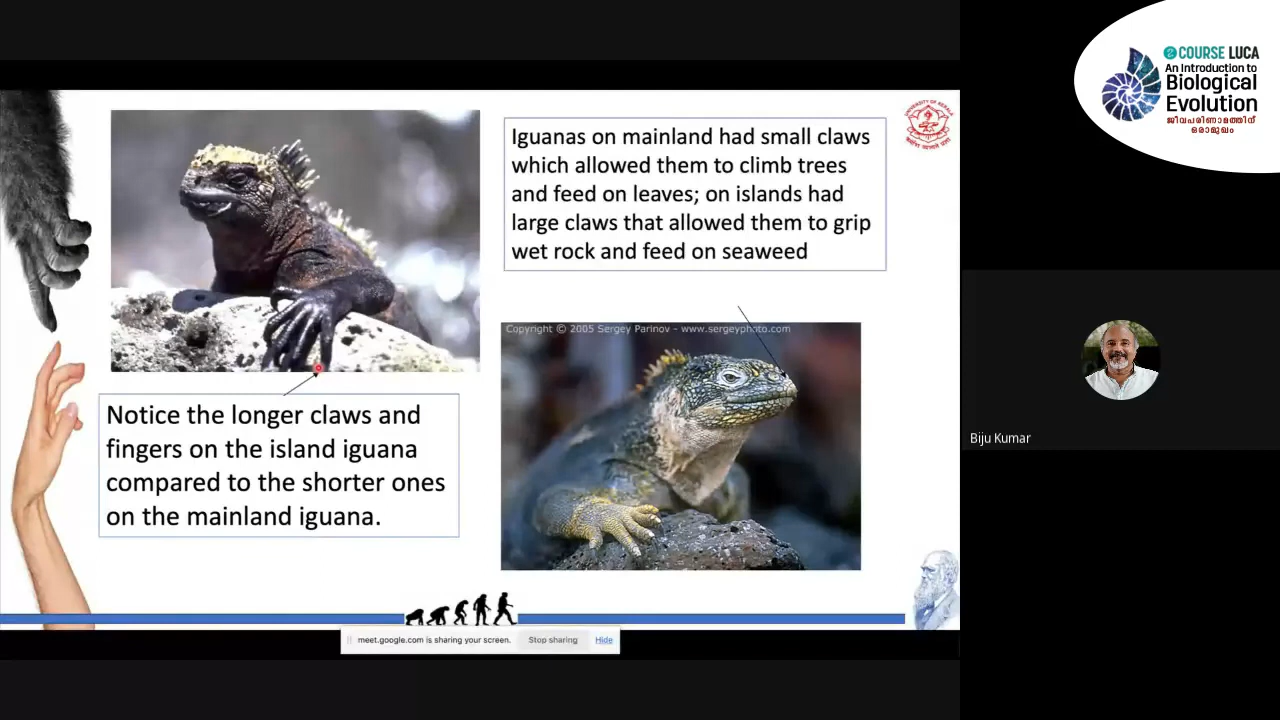 COURSE LUCA
An Introduction to
Biological
Evolution
ജീവപരിണാമത്തിന്
ഒരാമുഖം
Iguanas on mainland had small claws
which allowed them to climb trees
and feed on leaves; on islands had
large claws that allowed them to grip
wet rock and feed on seaweed
Copyright © 2005 Sergey Parinov - www.sergeyphoto.com
Notice the longer claws and
fingers on the island iguana
compared to the shorter ones
on the mainland iguana.
Biju Kumar
meet.google.com is sharing your screen.
Stop sharing
Hide